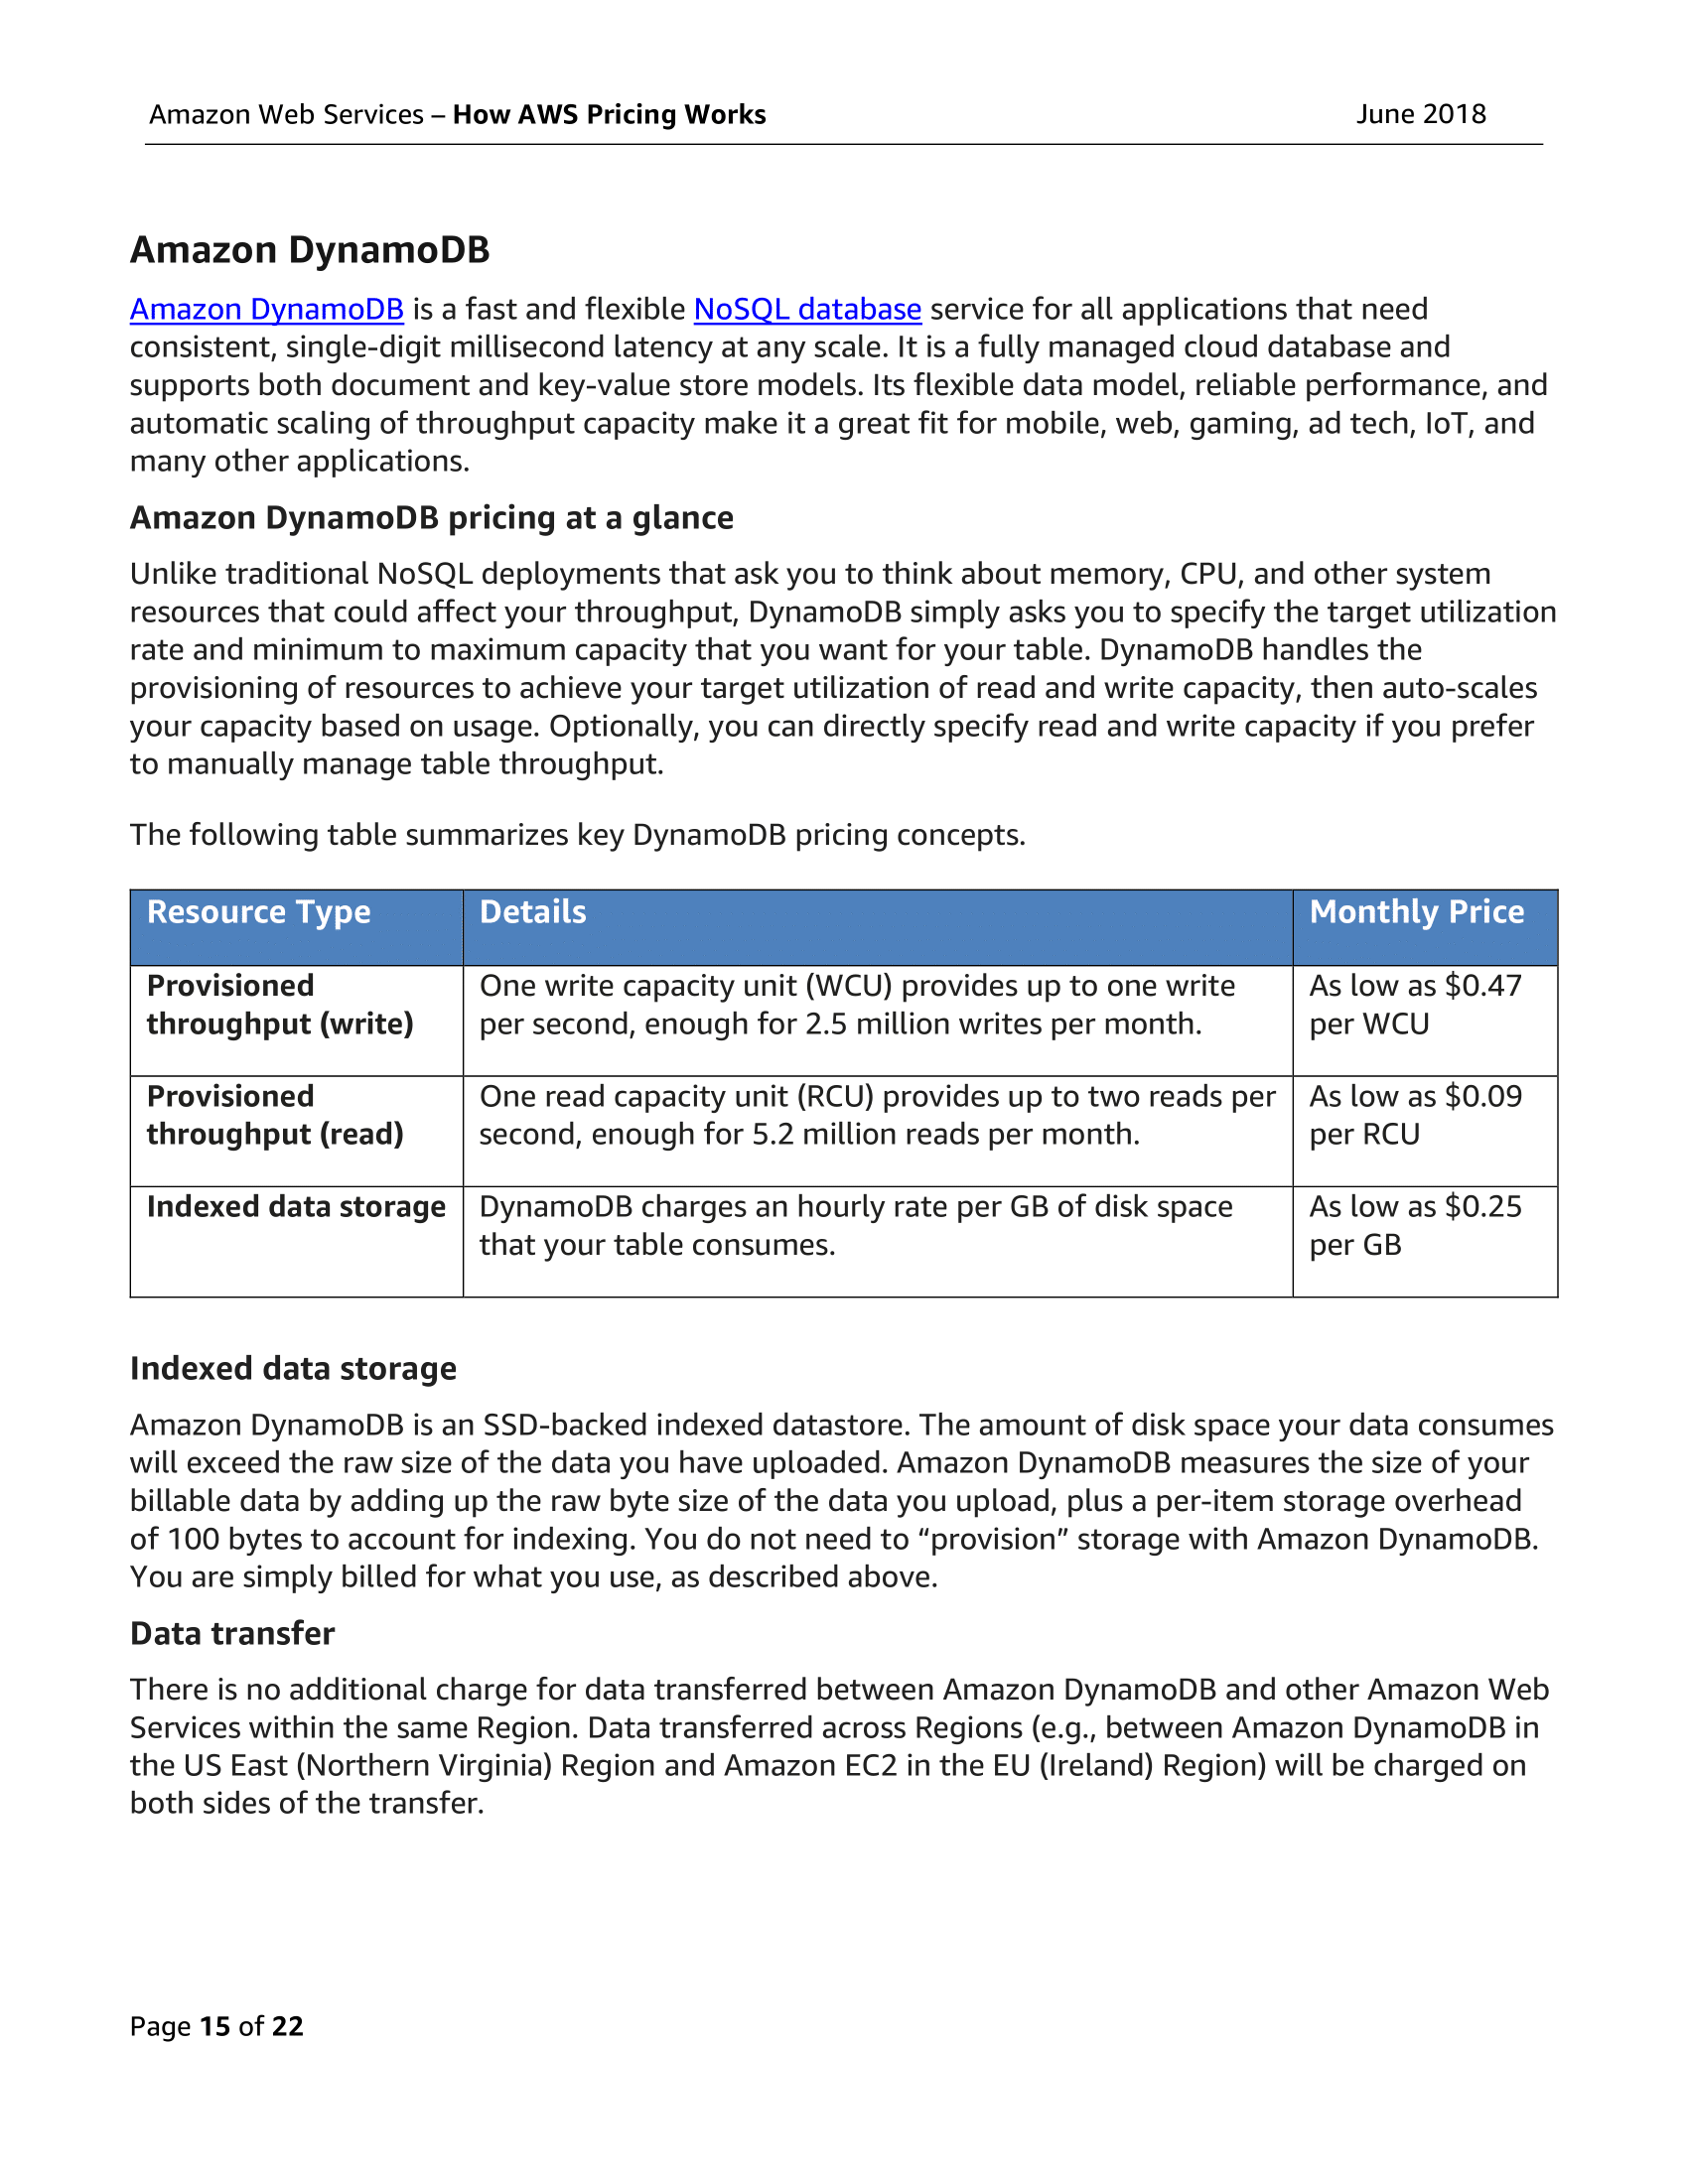 Amazon Web Services – How AWS Pricing Works June 2018
Amazon DynamoDB
Amazon DynamoDB is a fast and flexible NoSQL database service for all applications that need
consistent, single-digit millisecond latency at any scale. It is a fully managed cloud database and
supports both document and key-value store models. Its flexible data model, reliable performance, and
automatic scaling of throughput capacity make it a great fit for mobile, web, gaming, ad tech, IoT, and
many other applications.
Amazon DynamoDB pricing at a glance
Unlike traditional NoSQL deployments that ask you to think about memory, CPU, and other system
resources that could affect your throughput, DynamoDB simply asks you to specify the target utilization
rate and minimum to maximum capacity that you want for your table. DynamoDB handles the
provisioning of resources to achieve your target utilization of read and write capacity, then auto-scales
your capacity based on usage. Optionally, you can directly specify read and write capacity if you prefer
to manually manage table throughput.
The following table summarizes key DynamoDB pricing concepts.
Resource Type Details Monthly Price
Provisioned One write capacity unit (WCU) provides up to one write As low as $0.47
throughput (write) per second, enough for 2.5 million writes per month. per WCU
Provisioned One read capacity unit (RCU) provides up to two reads per As low as $0.09
throughput (read) second, enough for 5.2 million reads per month. per RCU
Indexed data storage DynamoDB charges an hourly rate per GB of disk space As low as $0.25
that your table consumes. per GB
Indexed data storage
Amazon DynamoDB is an SSD-backed indexed datastore. The amount of disk space your data consumes
will exceed the raw size of the data you have uploaded. Amazon DynamoDB measures the size of your
billable data by adding up the raw byte size of the data you upload, plus a per-item storage overhead
of 100 bytes to account for indexing. You do not need to “provision” storage with Amazon DynamoDB.
You are simply billed for what you use, as described above.
Data transfer
There is no additional charge for data transferred between Amazon DynamoDB and other Amazon Web
Services within the same Region. Data transferred across Regions (e.g., between Amazon DynamoDB in
the US East (Northern Virginia) Region and Amazon EC2 in the EU (Ireland) Region) will be charged on
both sides of the transfer.
Page 15 of 22